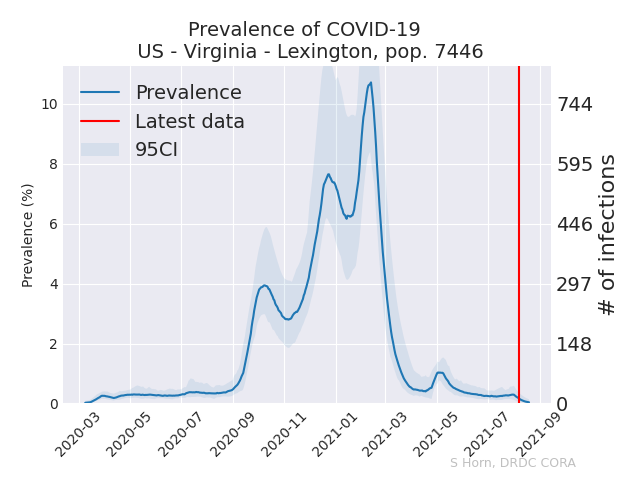 Prevalence of COVID-19
US - Virginia - Lexington, pop. 7446
Prevalence
Latest data
95CI
Prevalence (%)
10
8
6
4
2
0
744
595
446
297
148
0
# of infections
2020-03
2020-05
2020-07
2020-09
2020-11
2021-01
2021-03
2021-05
2021-07
2021-09
S Horn, DRDC CORA